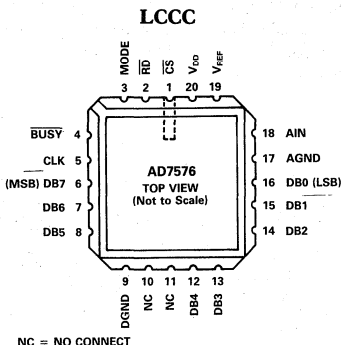 LCCC
MODE
RD
CS
VDD
VREF
3 2 1 20 19
BUSY 4
CLK 5
(MSB) DB7 6
DB6 7
DB5 8
AD7576
TOP VIEW
(Not to Scale)
18 AIN
17 AGND
16 DB0 (LSB)
15 DB1
14 DB2
9 10 11 12 13
DGND
NC
NC
DB4
DB3
NC = NO CONNECT